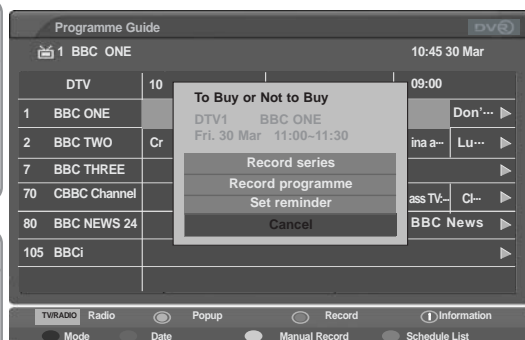 Programme Guide DVR
1 BBC ONE 10:45 30 Mar
DTV 10 09:00
1 BBC ONE Don'···
2 BBC TWO Cr ina a··· Lu···
7 BBC THREE
70 CBBC Channel ass TV:-- Cl···
80 BBC NEWS 24 BBC News
105 BBCi
To Buy or Not to Buy
DTV1 BBC ONE
Fri. 30 Mar 11:00~11:30
Record series
Record programme
Set reminder
Cancel
TV/RADIO Radio Popup Record Information
Mode Date Manual Record Schedule List